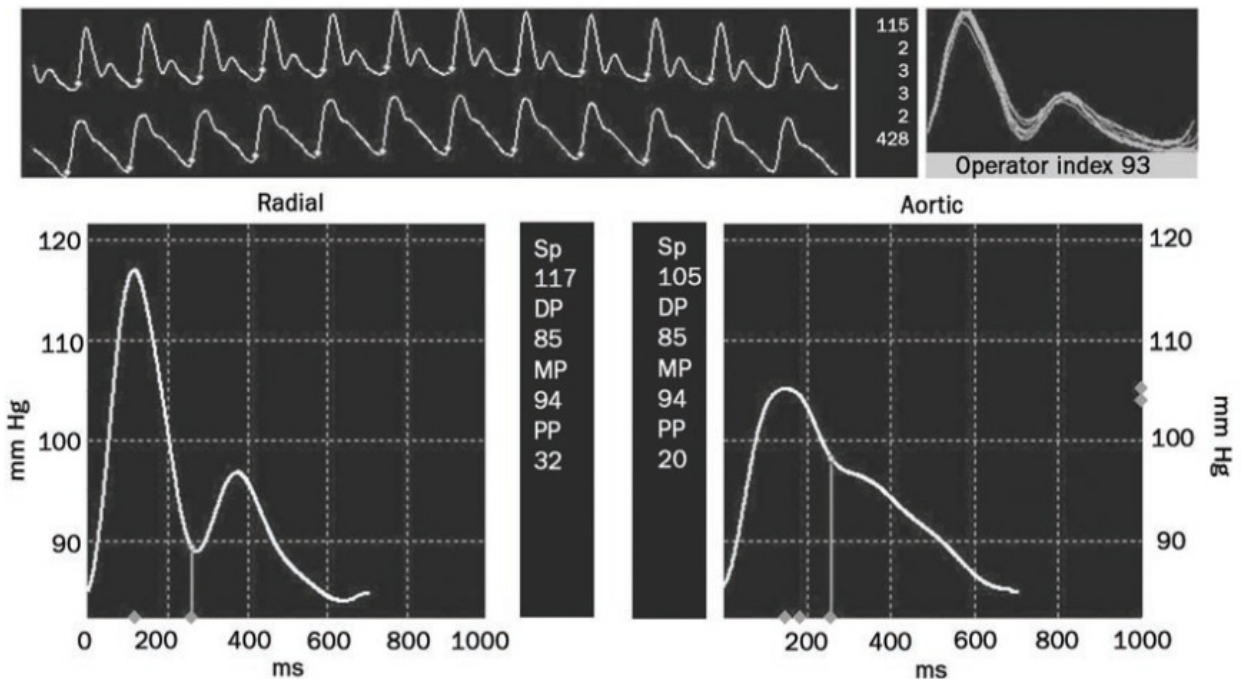 115
2
3
3
2
428
Operator index 93
Radial
Aortic
120
110
100
90
mm Hg
0 200 400 600 800 1000
ms
Sp
117
DP
85
MP
94
PP
32
Sp
105
DP
85
MP
94
PP
20
120
110
100
90
mm Hg
200 400 600 800 1000
ms